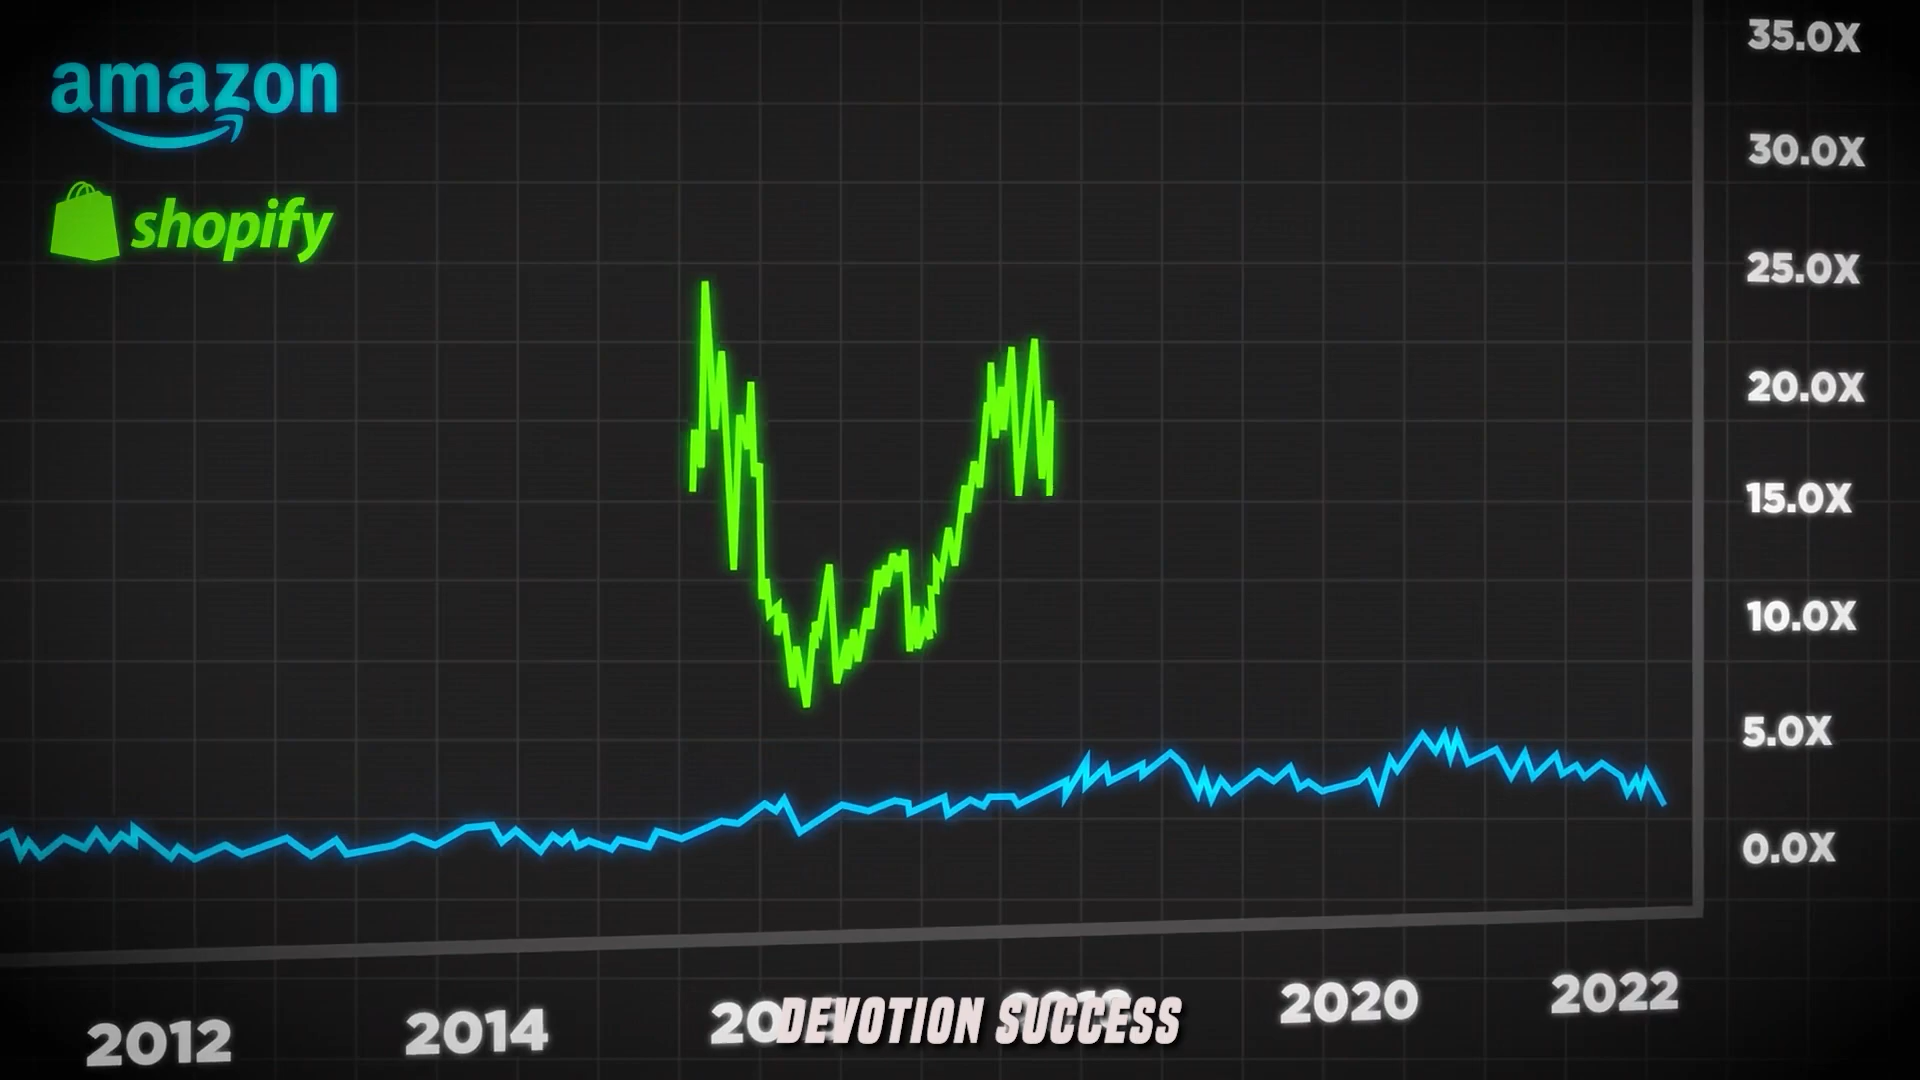 amazon
shopify
35.0X
30.0X
25.0X
20.0X
15.0X
10.0X
5.0X
0.0X
2012
2014
2020
2022
DEVOTION SUCCESS